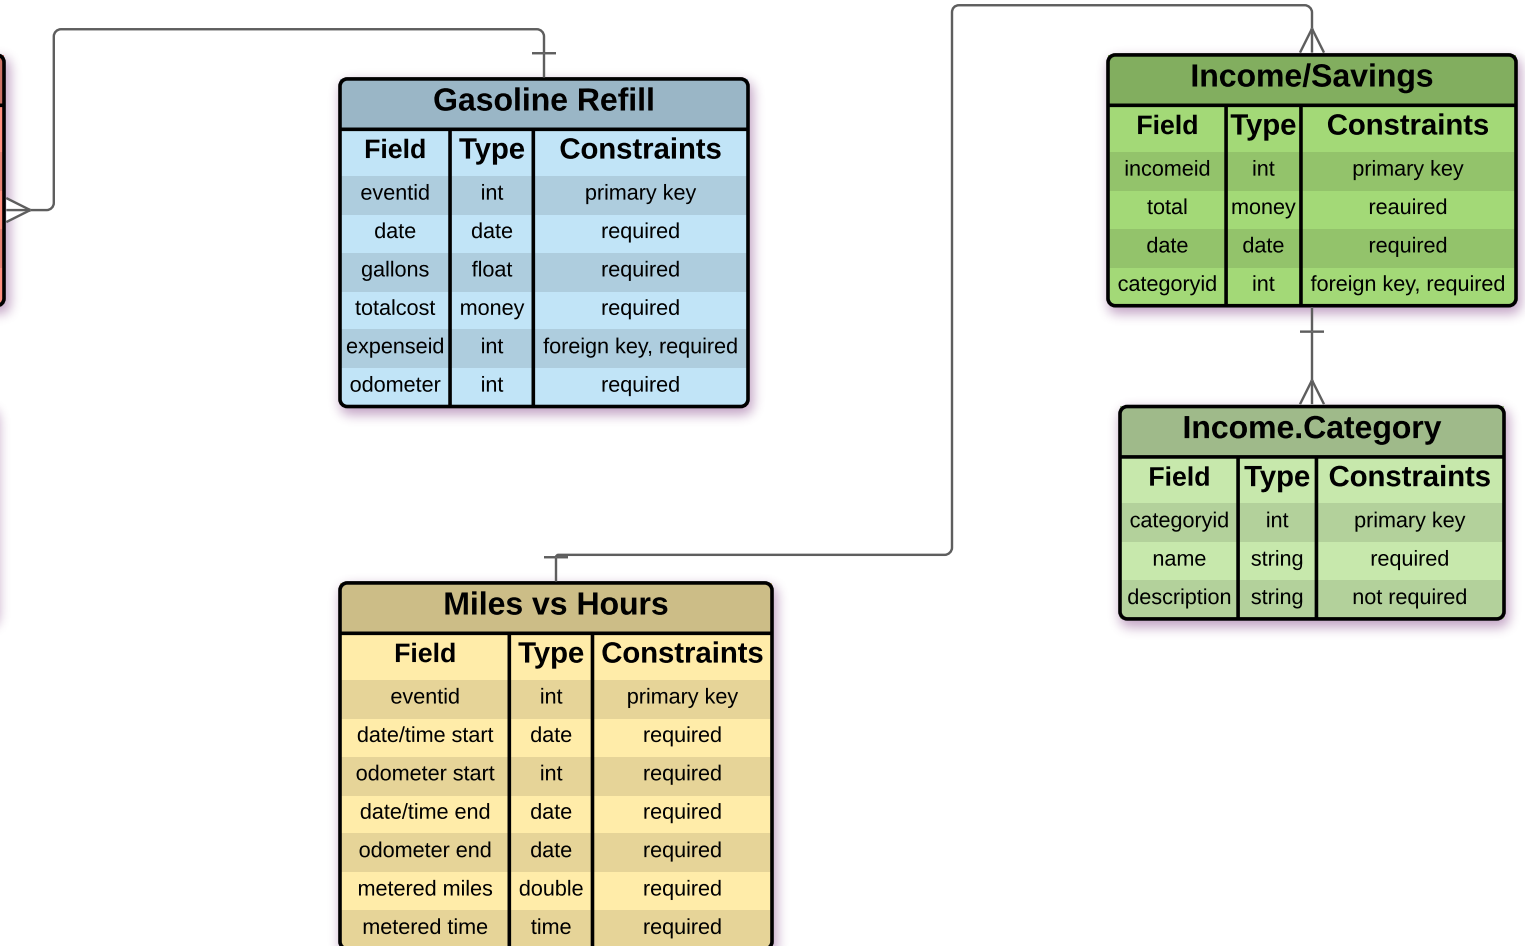 Gasoline Refill
Field Type Constraints
eventid int primary key
date date required
gallons float required
totalcost money required
expenseid int foreign key, required
odometer int required
Income/Savings
Field Type Constraints
incomeid int primary key
total money reauired
date date required
categoryid int foreign key, required
Income.Category
Field Type Constraints
categoryid int primary key
name string required
description string not required
Miles vs Hours
Field Type Constraints
eventid int primary key
date/time start date required
odometer start int required
date/time end date required
odometer end date required
metered miles double required
metered time time required